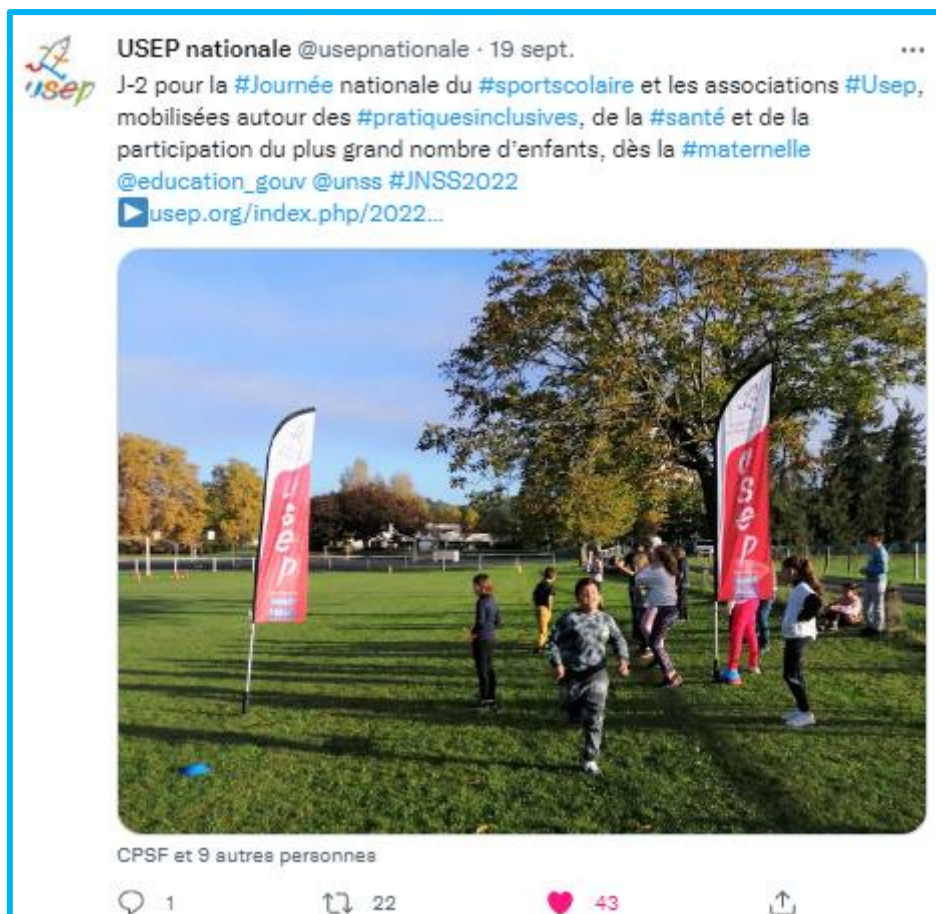 usep
USEP nationale @usepnationale · 19 sept.
J-2 pour la #Journée nationale du #sportscolaire et les associations #Usep,
mobilisées autour des #pratiquesinclusives, de la #santé et de la
participation du plus grand nombre d'enfants, dès la #maternelle
@education_gouv @unss #JNSS2022
usep.org/index.php/2022...
usep
usep
CPSF et 9 autres personnes
1 22 43